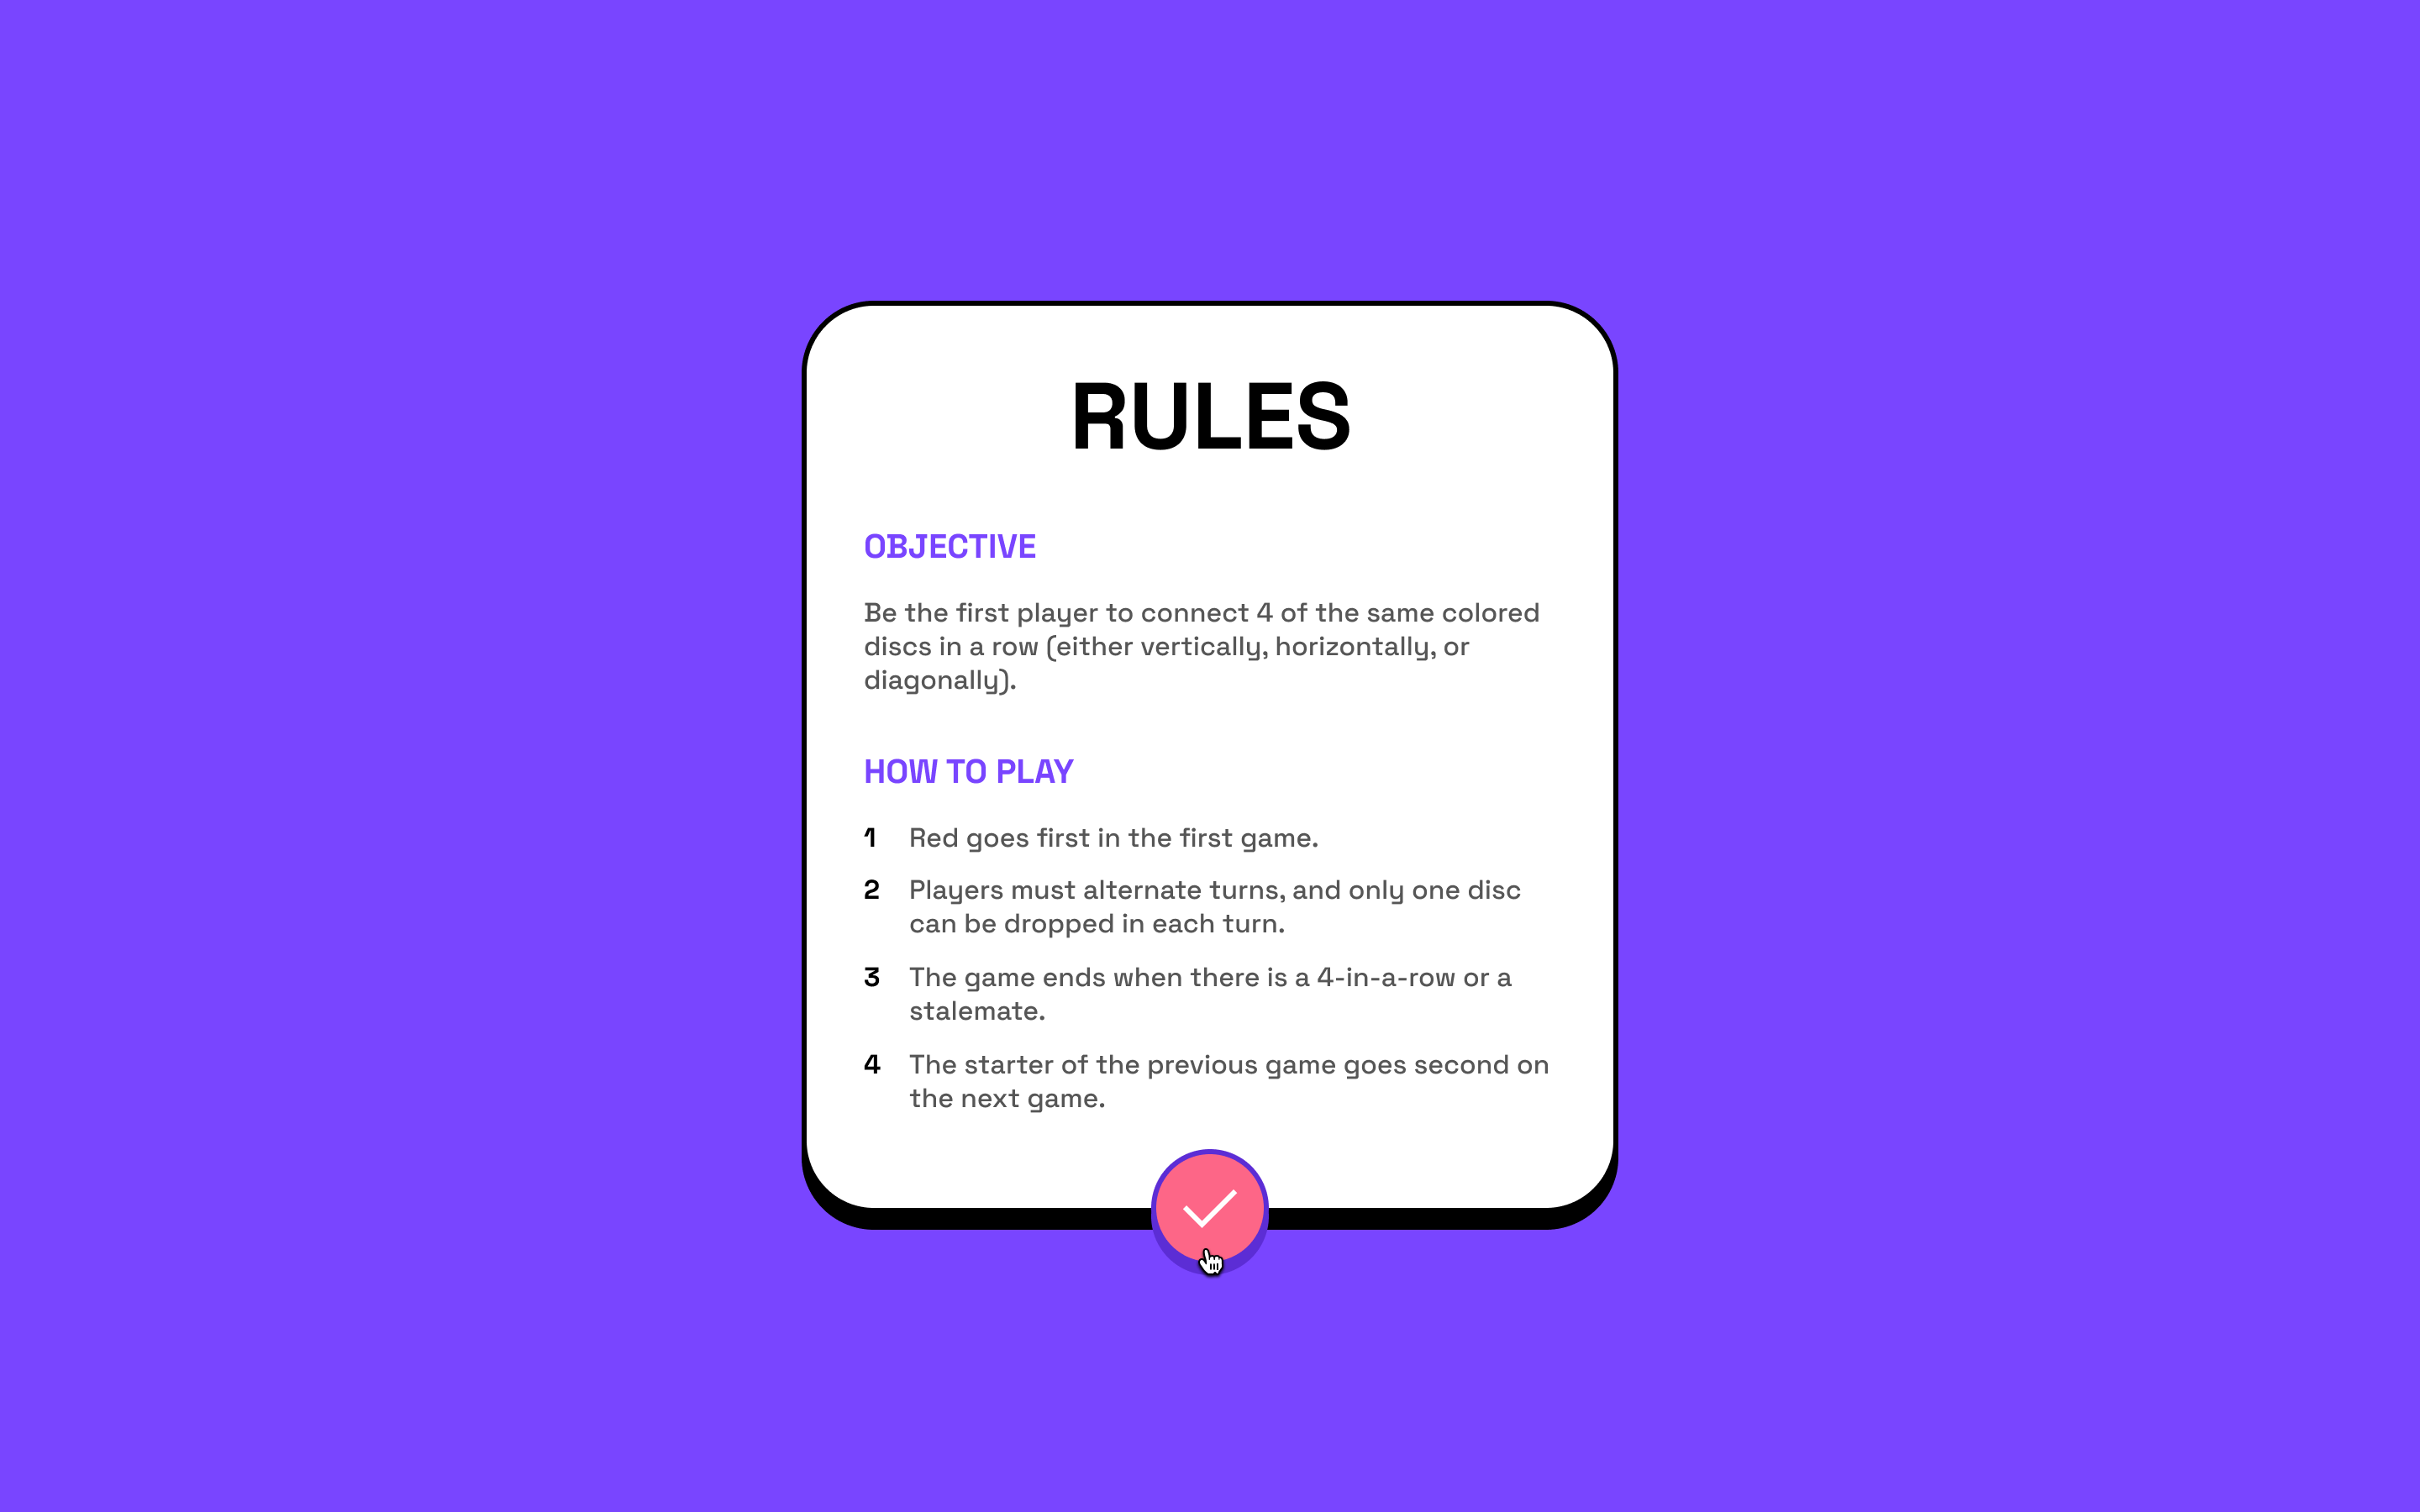 RULES
OBJECTIVE
Be the first player to connect 4 of the same colored
discs in a row (either vertically, horizontally, or
diagonally).
HOW TO PLAY
1 Red goes first in the first game.
2 Players must alternate turns, and only one disc
can be dropped in each turn.
3 The game ends when there is a 4-in-a-row or a
stalemate.
4 The starter of the previous game goes second on
the next game.